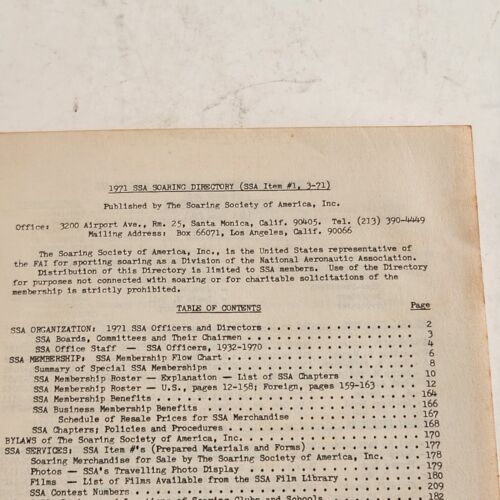 1971 SSA SOARING DIRECTORY (SSA Item #1, 3-71)
Published by The Soaring Society of America, Inc.
Office: 3200 Airport Ave., Rm. 25, Santa Monica, Calif. 90405. Tel. (213) 390-4449
Mailing Address: Box 66071, Los Angeles, Calif. 90066
The Soaring Society of America, Inc., is the United States representative of
the FAI for sporting soaring as a Division of the National Aeronautic Association.
Distribution of this Directory is limited to SSA members. Use of the Directory
for purposes not connected with soaring or for charitable solicitations of the
membership is strictly prohibited.
TABLE OF CONTENTS Page
SSA ORGANIZATION: 1971 SSA Officers and Directors . . . . . . . . . . . . . . . 2
SSA Boards, Committees and Their Chairmen . . . . . . . . . . . . . . . 3
SSA Office Staff — SSA Officers, 1932-1970 . . . . . . . . . . . . . . . 4
SSA MEMBERSHIP: SSA Membership Flow Chart . . . . . . . . . . . . . . . 6
Summary of Special SSA Memberships . . . . . . . . . . . . . . . 8
SSA Membership Roster — Explanation — List of SSA Chapters . . . . . . . . . 10
SSA Membership Roster — U.S., pages 12-158; Foreign, pages 159-163 . . . . . 12
SSA Membership Benefits . . . . . . . . . . . . . . . 164
SSA Business Membership Benefits . . . . . . . . . . . . . . . 166
Schedule of Resale Prices for SSA Merchandise . . . . . . . . . . . . 167
SSA Chapters; Policies and Procedures . . . . . . . . . . . . . . . 168
BYLAWS of The Soaring Society of America, Inc. . . . . . . . . . . . . . . . 170
SSA SERVICES: SSA Item #'s (Prepared Materials and Forms) . . . . . . . . . . 177
Soaring Merchandise for Sale by The Soaring Society of America, Inc. . . . . 178
Photos — SSA's Travelling Photo Display . . . . . . . . . . . . . . . 179
Films — List of Films Available from the SSA Film Library . . . . . . . . . 180
SSA Contest Numbers . . . . . . . . . . . . . . . 209
of Soaring Clubs and Schools . . . . . . . . . . 182